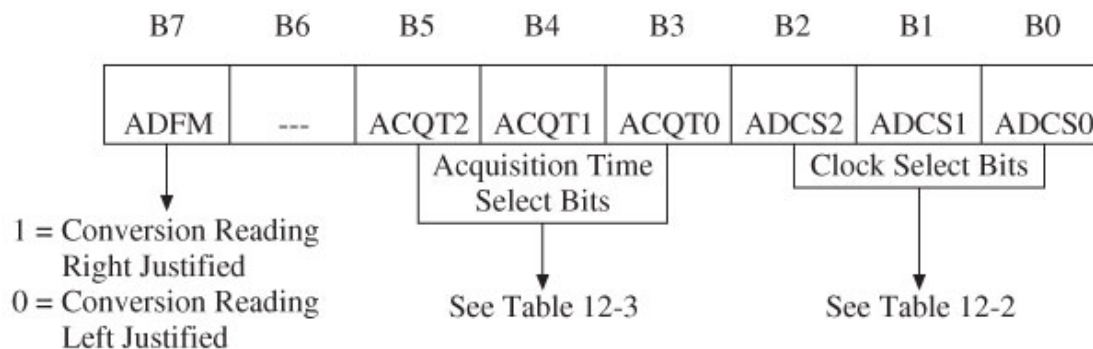 B7 B6 B5 B4 B3 B2 B1 B0
ADFM --- ACQT2 ACQT1 ACQT0 ADCS2 ADCS1 ADCS0
Acquisition Time
Select Bits
Clock Select Bits
1 = Conversion Reading
Right Justified
0 = Conversion Reading
Left Justified
See Table 12-3
See Table 12-2